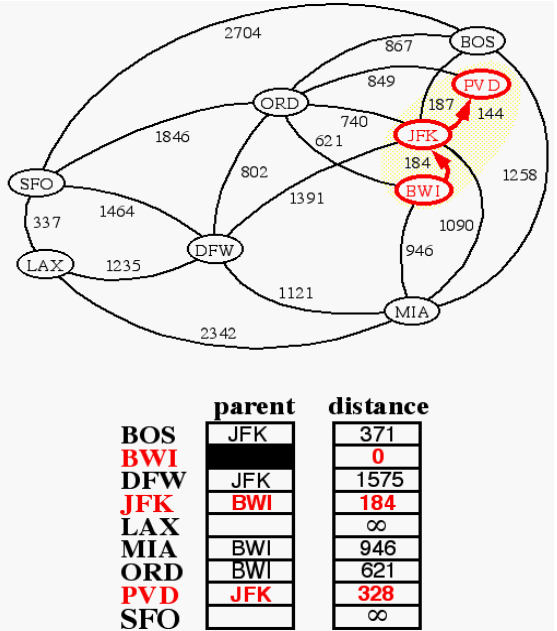 2704
867
BOS
849
PVD
ORD
187
144
740
JFK
1846
621
184
802
1258
SFO
1391
BWI
1464
337
1090
DFW
946
LAX
1235
1121
MIA
2342
parent distance
BOS JFK 371
BWI 0
DFW JFK 1575
JFK BWI 184
LAX ∞
MIA BWI 946
ORD BWI 621
PVD JFK 328
SFO ∞